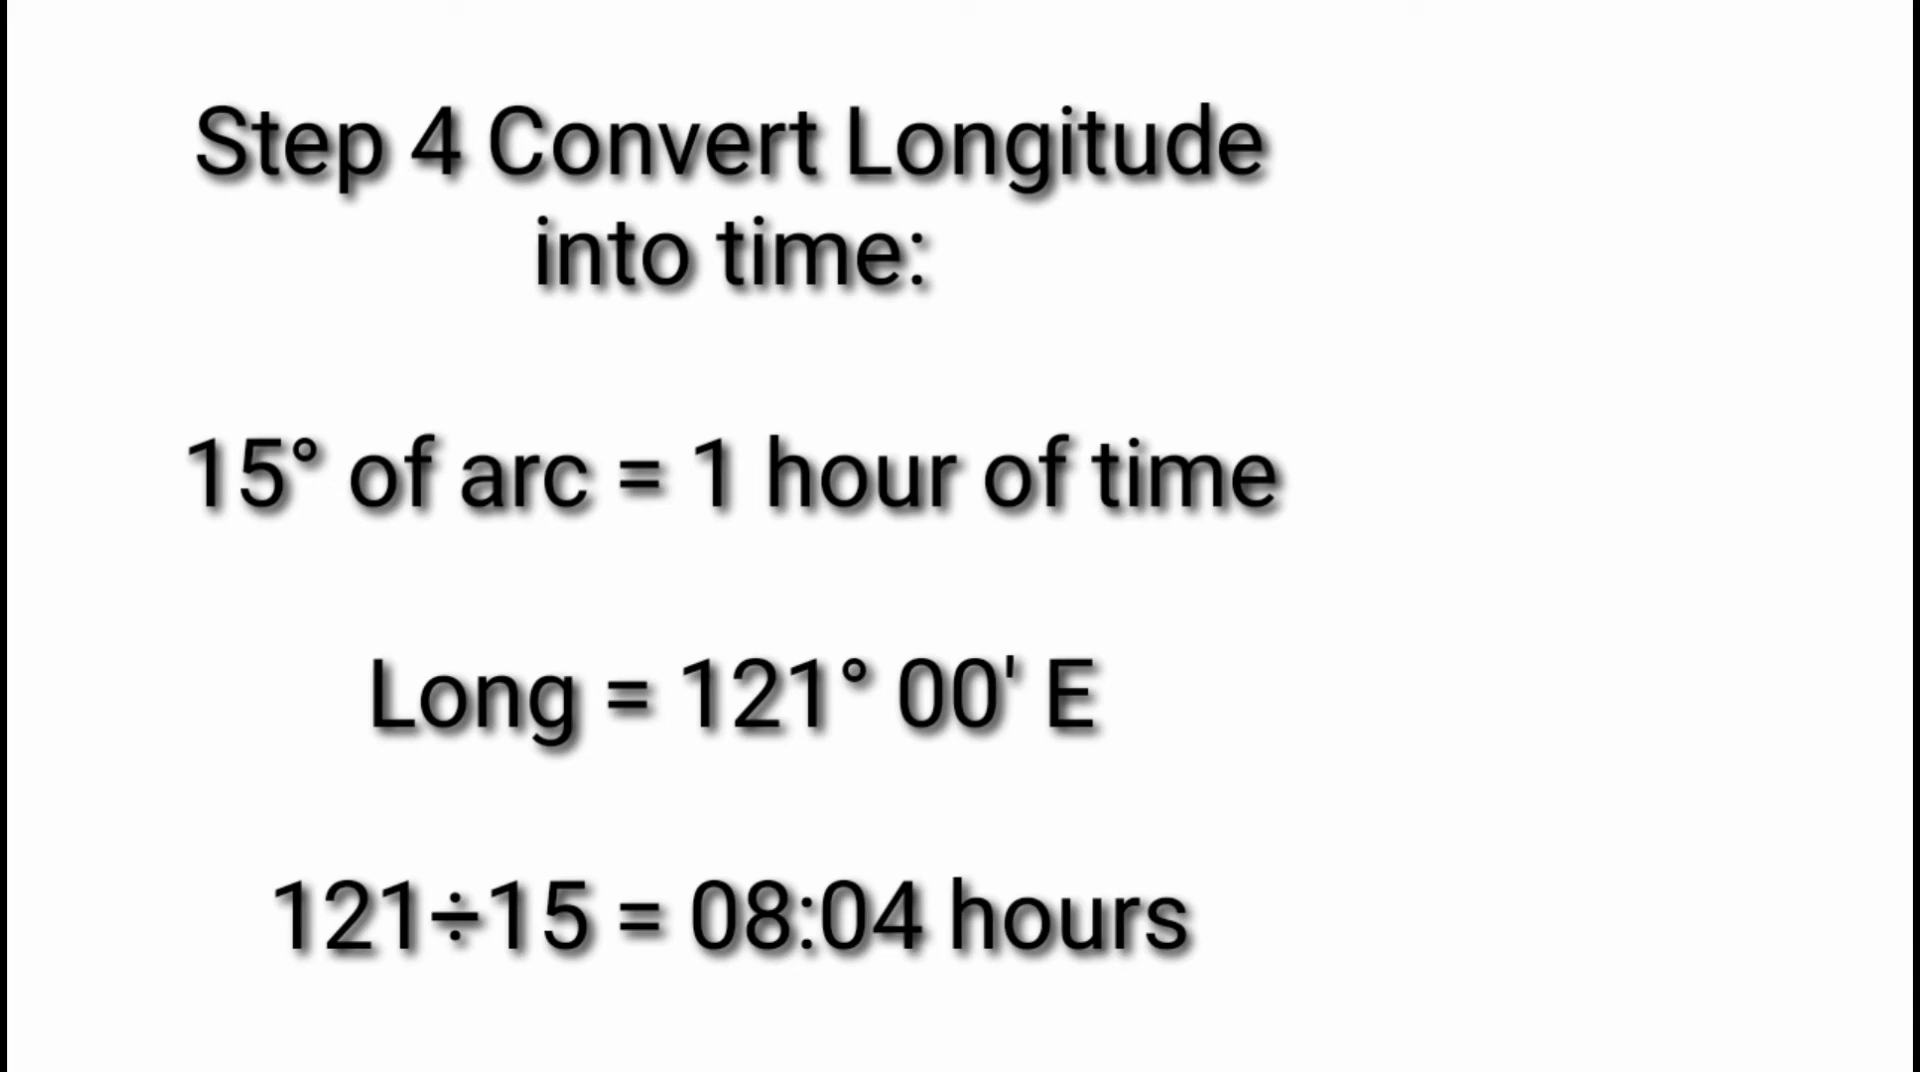 Step 4 Convert Longitude
into time:
15° of arc = 1 hour of time
Long = 121° 00' E
121÷15 = 08:04 hours